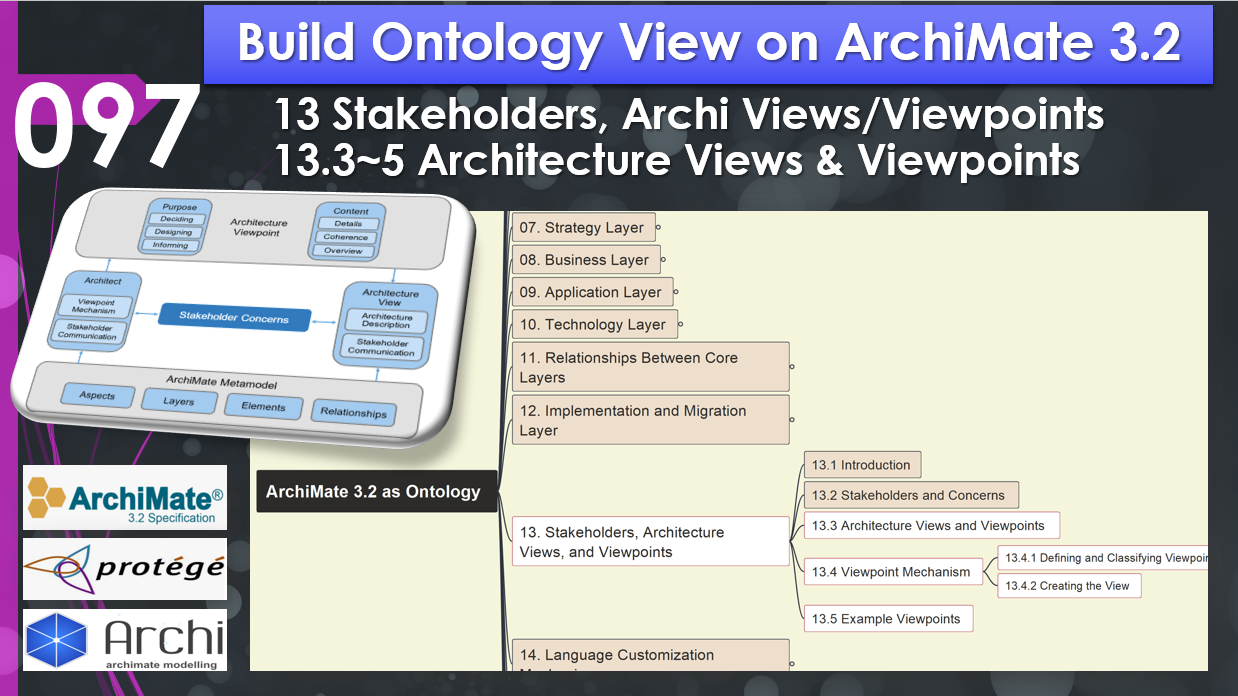 Build Ontology View on ArchiMate 3.2
097
13 Stakeholders, Archi Views/Viewpoints
13.3~5 Architecture Views & Viewpoints
Purpose
Deciding
Designing
Informing
Architecture
Viewpoint
Content
Details
Coherence
Overview
Architect
Viewpoint
Mechanism
Stakeholder
Communication
Stakeholder Concerns
Architecture
View
Architecture
Description
Stakeholder
Communication
ArchiMate Metamodel
Aspects
Layers
Elements
Relationships
ArchiMate®
3.2 Specification
protégé
Archi
archimate modelling
ArchiMate 3.2 as Ontology
07. Strategy Layer
08. Business Layer
09. Application Layer
10. Technology Layer
11. Relationships Between Core
Layers
12. Implementation and Migration
Layer
13. Stakeholders, Architecture
Views, and Viewpoints
13.1 Introduction
13.2 Stakeholders and Concerns
13.3 Architecture Views and Viewpoints
13.4 Viewpoint Mechanism
13.4.1 Defining and Classifying Viewpoin
13.4.2 Creating the View
13.5 Example Viewpoints
14. Language Customization